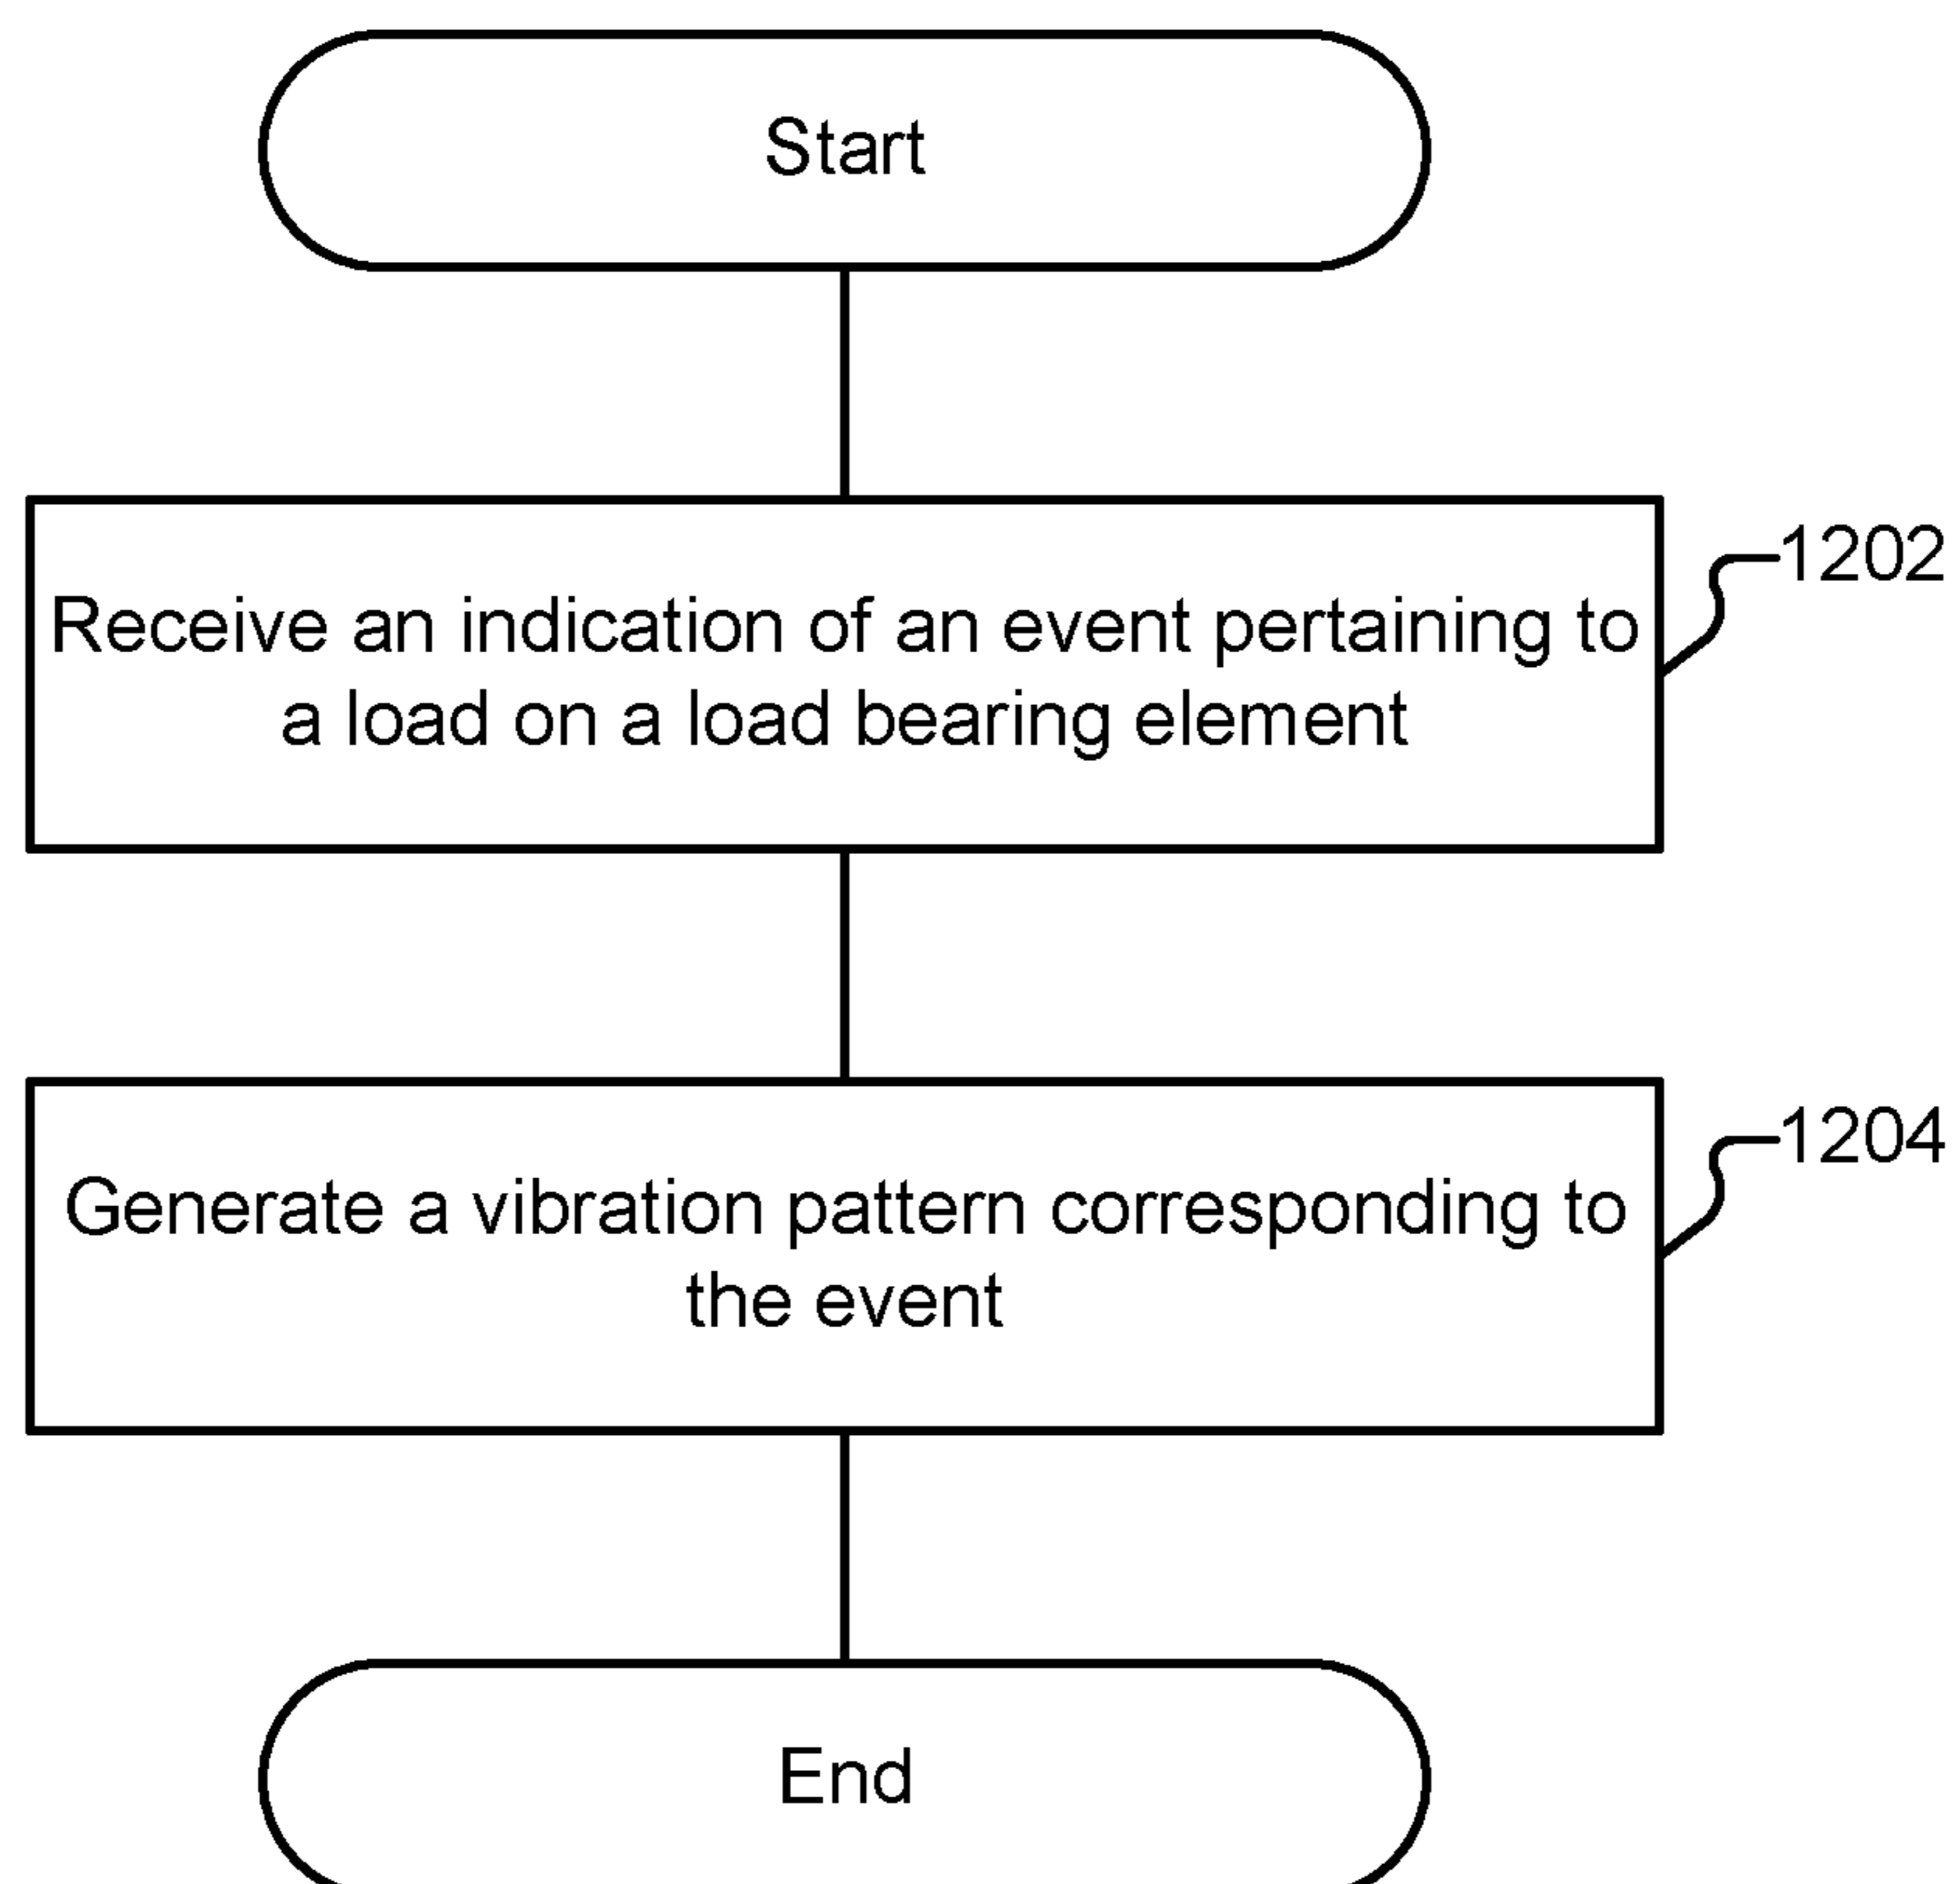 Start
1202
Receive an indication of an event pertaining to
a load on a load bearing element
1204
Generate a vibration pattern corresponding to
the event
End